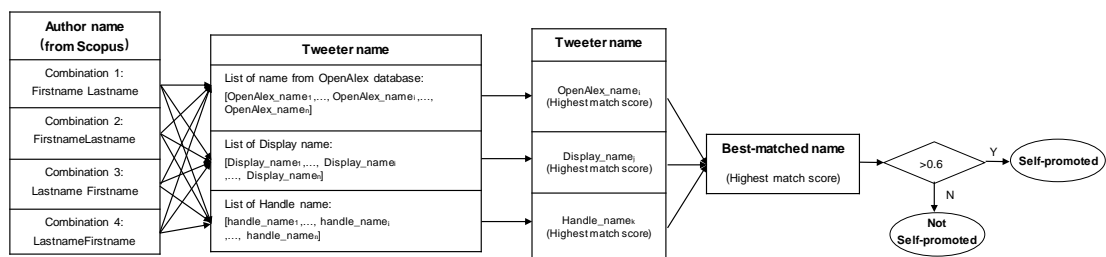 Author name
(from Scopus)
Combination 1:
Firstname Lastname
Combination 2:
FirstnameLastname
Combination 3:
Lastname Firstname
Combination 4:
LastnameFirstname
Tweeter name
List of name from OpenAlex database:
[OpenAlex_name₁,…, OpenAlex_nameᵢ,…,
OpenAlex_nameₙ]
List of Display name:
[Display_name₁,…, Display_nameᵢ
,…, Display_nameₙ]
List of Handle name:
[handle_name₁,…, handle_nameᵢ
,…, handle_nameₙ]
Tweeter name
OpenAlex_nameᵢ
(Highest match score)
Display_nameⱼ
(Highest match score)
Handle_nameₖ
(Highest match score)
Best-matched name
(Highest match score)
>0.6
Y
Self-promoted
N
Not
Self-promoted